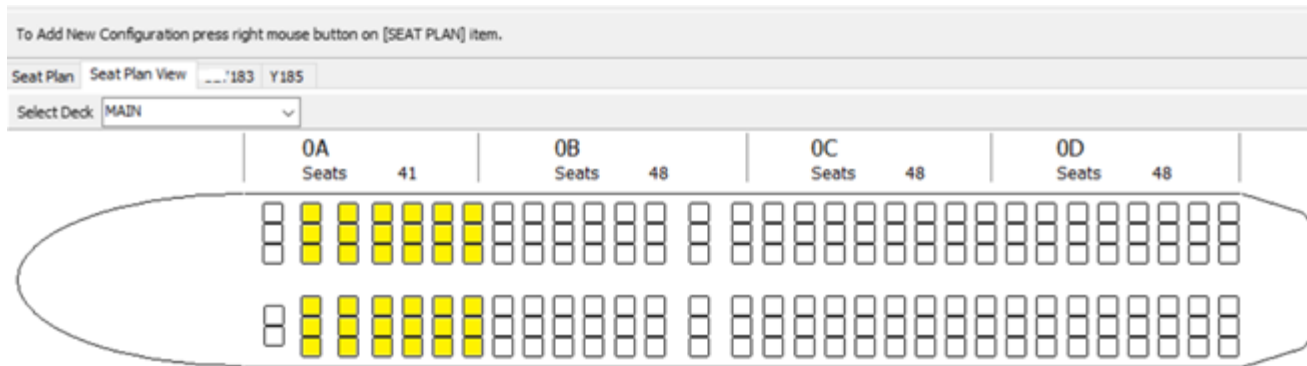 To Add New Configuration press right mouse button on [SEAT PLAN] item.
Seat Plan Seat Plan View Y185
Select Deck MAIN
0A 0B 0C 0D
Seats 41 Seats 48 Seats 48 Seats 48